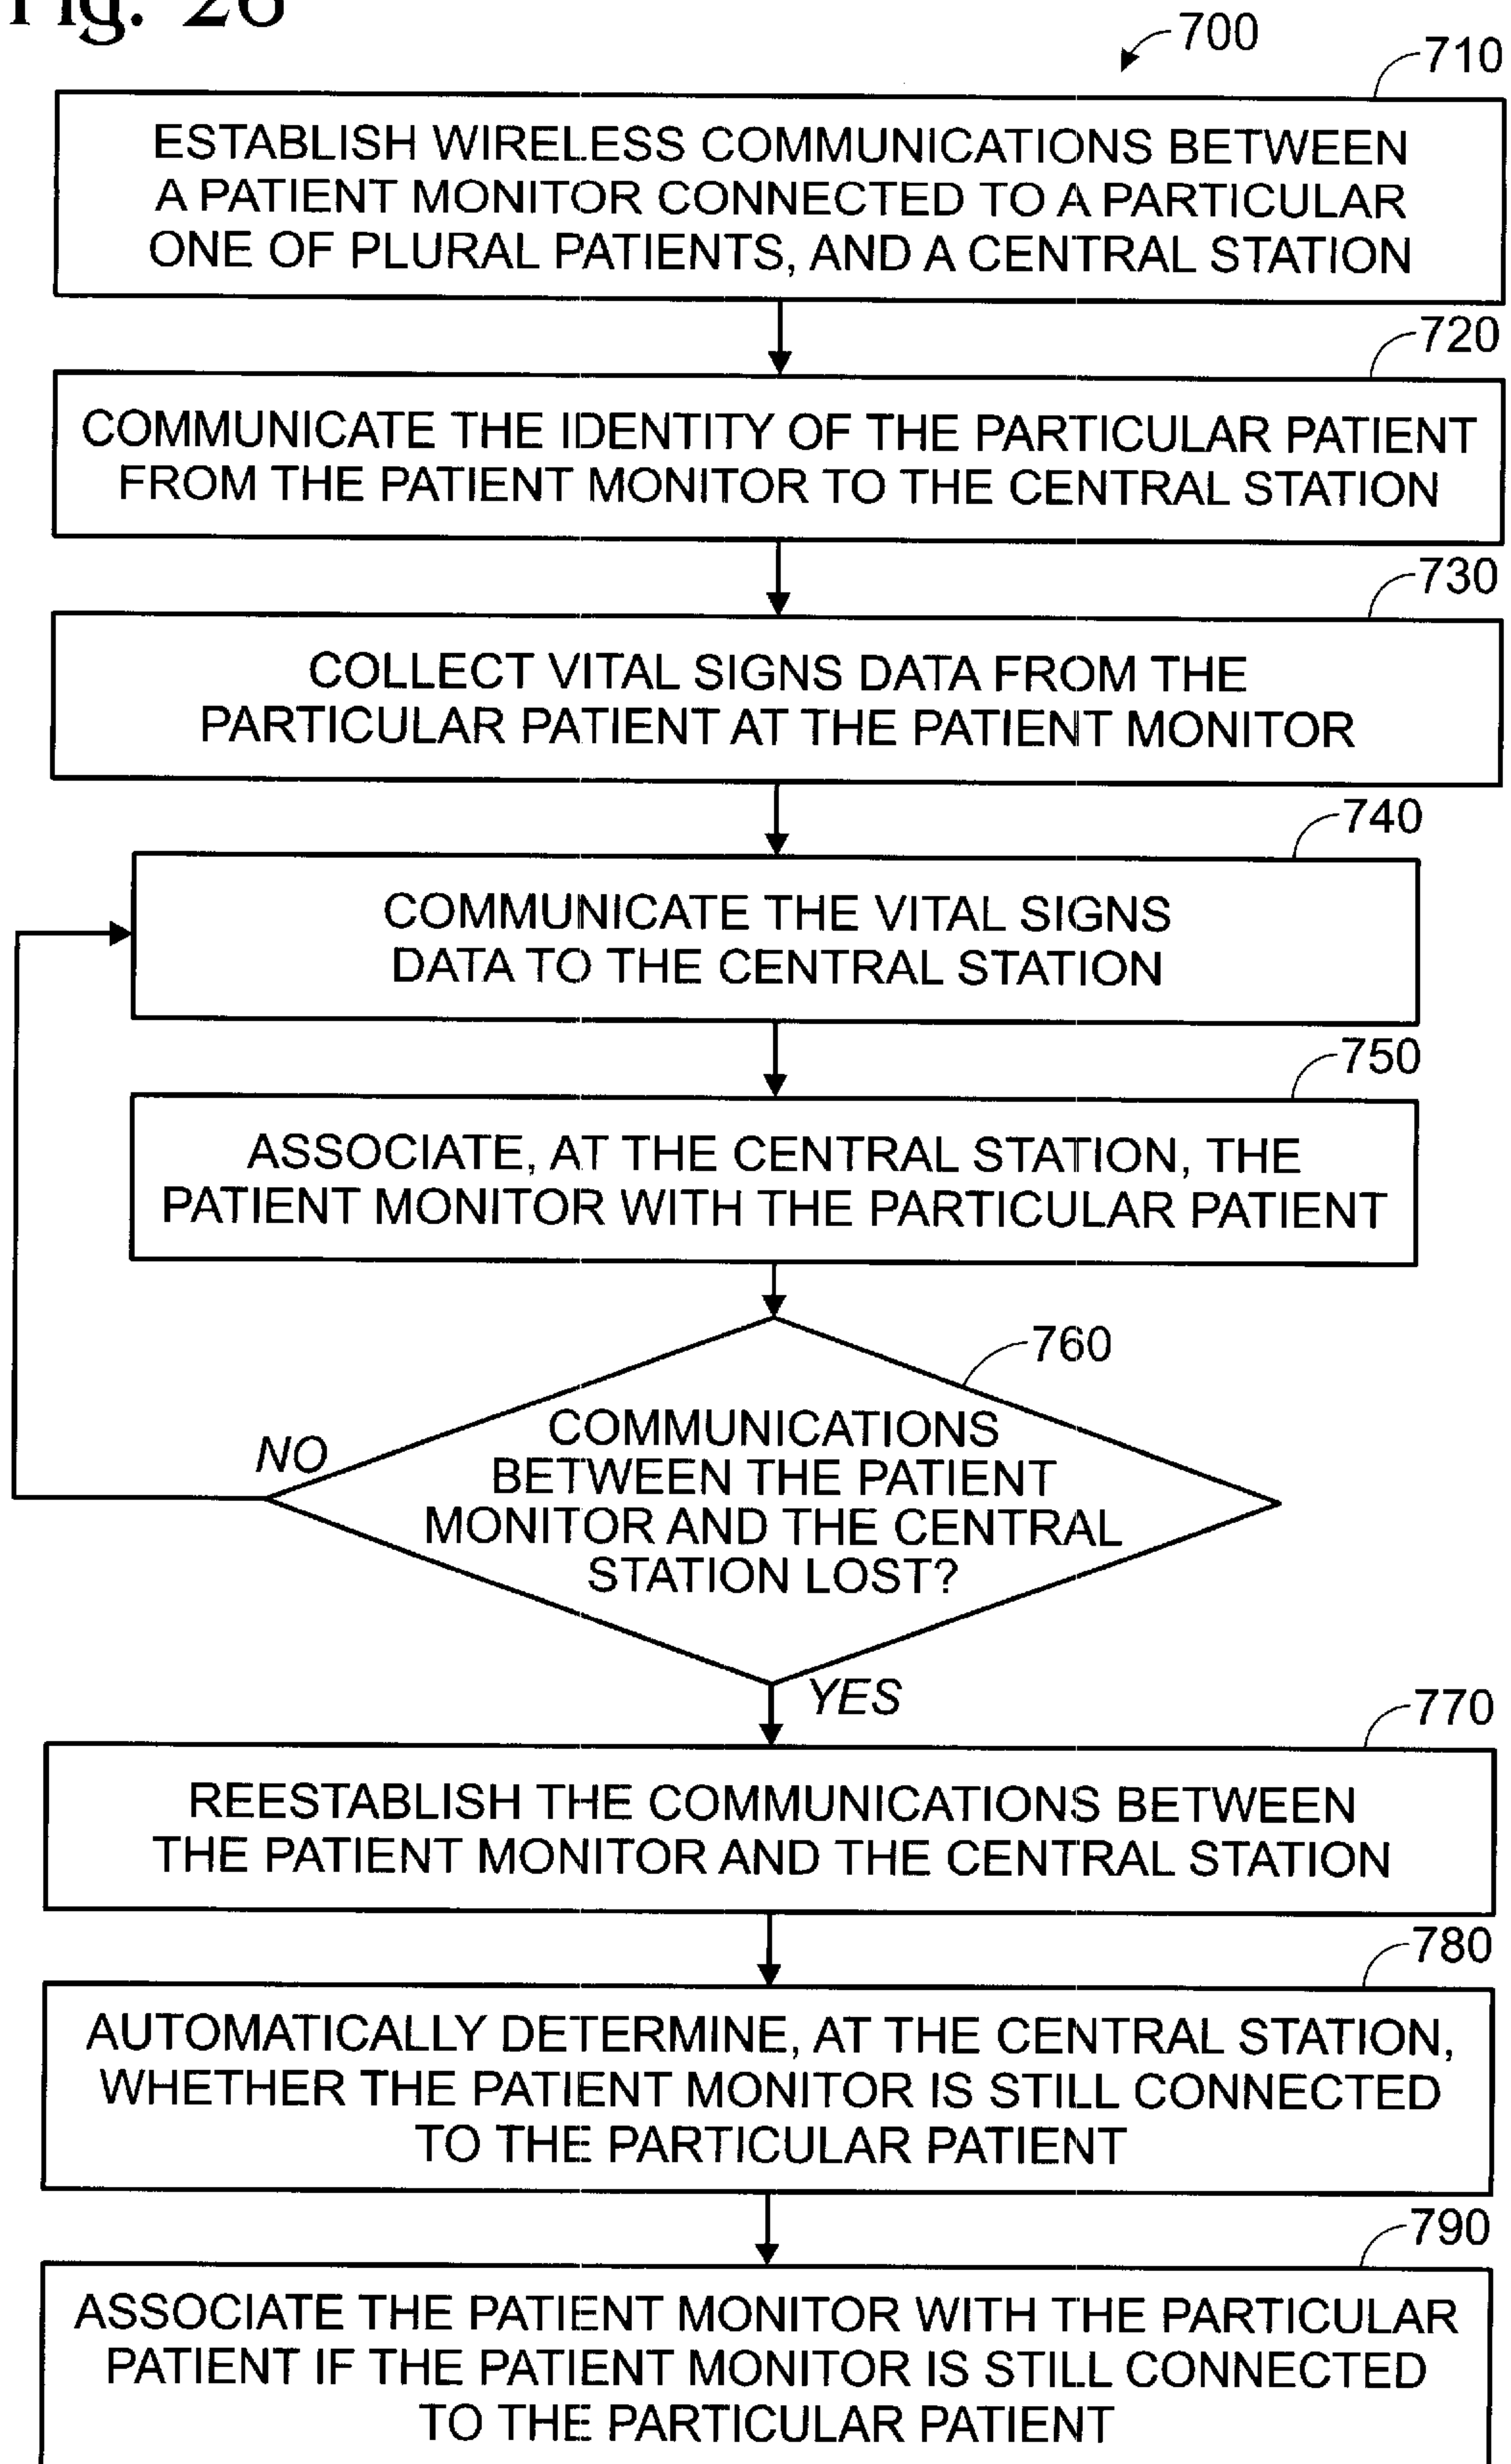 Fig. 28
700
710
ESTABLISH WIRELESS COMMUNICATIONS BETWEEN
A PATIENT MONITOR CONNECTED TO A PARTICULAR
ONE OF PLURAL PATIENTS, AND A CENTRAL STATION
720
COMMUNICATE THE IDENTITY OF THE PARTICULAR PATIENT
FROM THE PATIENT MONITOR TO THE CENTRAL STATION
730
COLLECT VITAL SIGNS DATA FROM THE
PARTICULAR PATIENT AT THE PATIENT MONITOR
740
COMMUNICATE THE VITAL SIGNS
DATA TO THE CENTRAL STATION
750
ASSOCIATE, AT THE CENTRAL STATION, THE
PATIENT MONITOR WITH THE PARTICULAR PATIENT
760
COMMUNICATIONS
BETWEEN THE PATIENT
MONITOR AND THE CENTRAL
STATION LOST?
NO
YES
770
REESTABLISH THE COMMUNICATIONS BETWEEN
THE PATIENT MONITOR AND THE CENTRAL STATION
780
AUTOMATICALLY DETERMINE, AT THE CENTRAL STATION,
WHETHER THE PATIENT MONITOR IS STILL CONNECTED
TO THE PARTICULAR PATIENT
790
ASSOCIATE THE PATIENT MONITOR WITH THE PARTICULAR
PATIENT IF THE PATIENT MONITOR IS STILL CONNECTED
TO THE PARTICULAR PATIENT